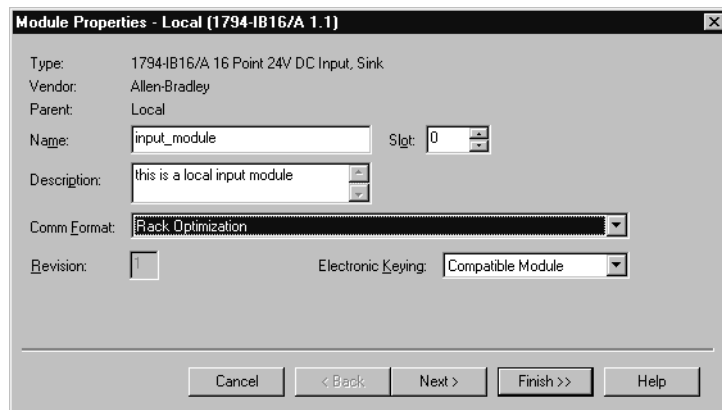 Module Properties - Local (1794-IB16/A 1.1)
Type: 1794-IB16/A 16 Point 24V DC Input, Sink
Vendor: Allen-Bradley
Parent: Local
Name: input_module Slot: 0
Description: this is a local input module
Comm Format: Rack Optimization
Revision: 1 Electronic Keying: Compatible Module
Cancel < Back Next > Finish >> Help